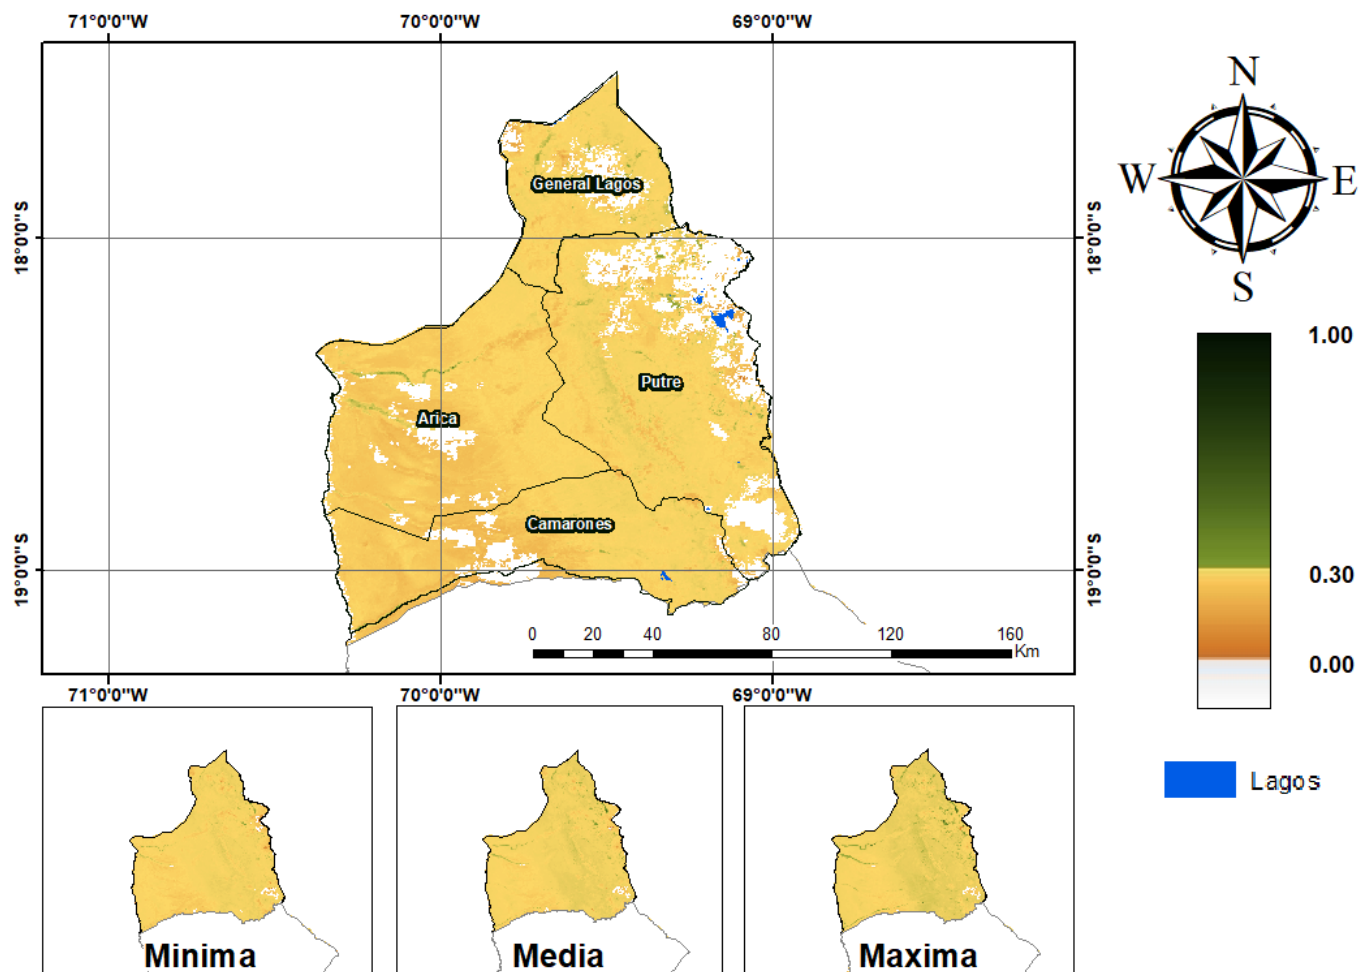 71°0'0"W 70°0'0"W 69°0'0"W
N
W E
S
General Lagos
18°0'0"S 18°0'0"S
1.00
Putre
Arica
Camarones
19°0'0"S 19°0'0"S
0.30
0 20 40 80 120 160
Km
0.00
71°0'0"W 70°0'0"W 69°0'0"W
Lagos
Minima Media Maxima